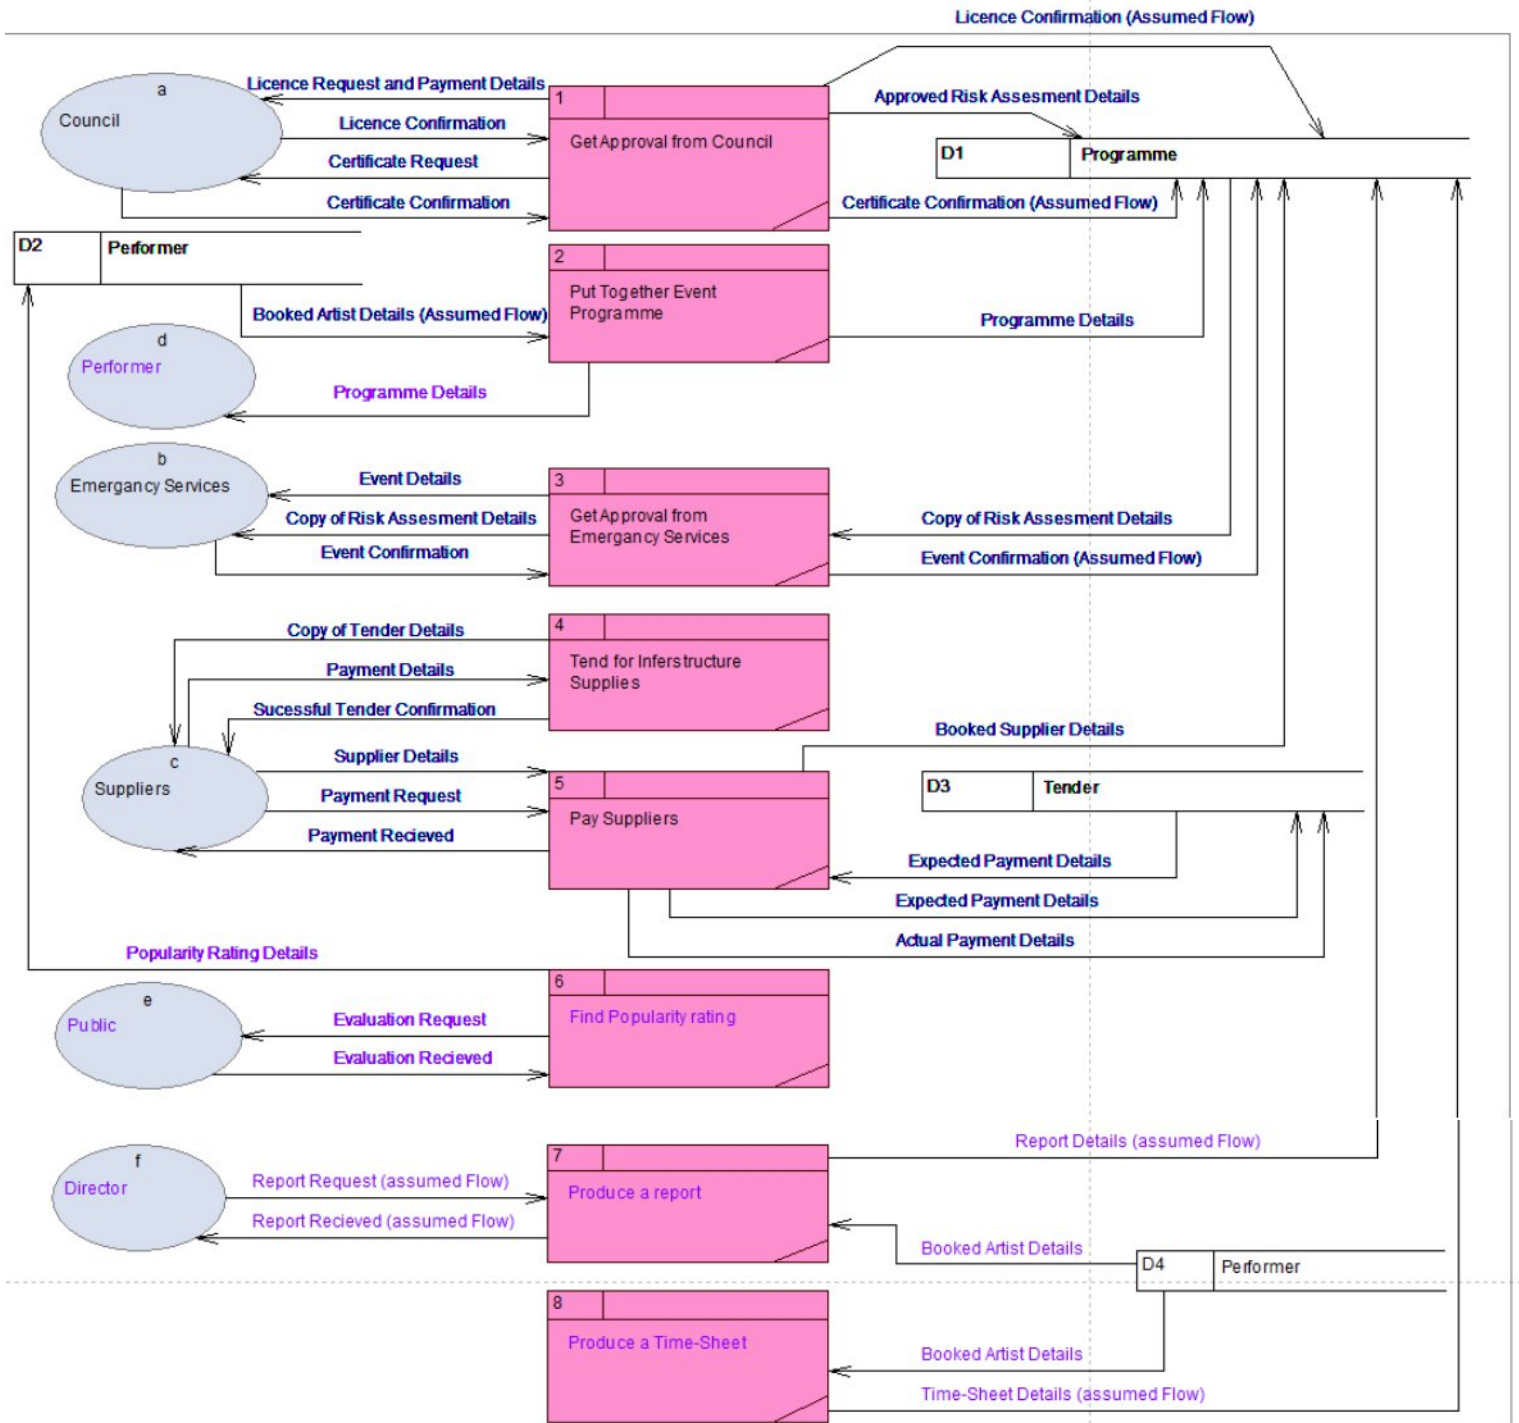 Licence Confirmation (Assumed Flow)
a
Council
Licence Request and Payment Details
Licence Confirmation
Certificate Request
Certificate Confirmation
1
Get Approval from Council
Approved Risk Assesment Details
D1
Programme
Certificate Confirmation (Assumed Flow)
D2
Performer
2
Put Together Event
Programme
Booked Artist Details (Assumed Flow)
Programme Details
d
Performer
Programme Details
b
Emergancy Services
Event Details
Copy of Risk Assesment Details
Event Confirmation
3
Get Approval from
Emergancy Services
Copy of Risk Assesment Details
Event Confirmation (Assumed Flow)
Copy of Tender Details
Payment Details
Sucessful Tender Confirmation
4
Tend for Inferstructure
Supplies
Booked Supplier Details
c
Suppliers
Supplier Details
Payment Request
Payment Recieved
5
Pay Suppliers
D3
Tender
Expected Payment Details
Expected Payment Details
Actual Payment Details
Popularity Rating Details
e
Public
Evaluation Request
Evaluation Recieved
6
Find Popularity rating
f
Director
Report Request (assumed Flow)
Report Recieved (assumed Flow)
7
Produce a report
Report Details (assumed Flow)
Booked Artist Details
D4
Performer
8
Produce a Time-Sheet
Booked Artist Details
Time-Sheet Details (assumed Flow)